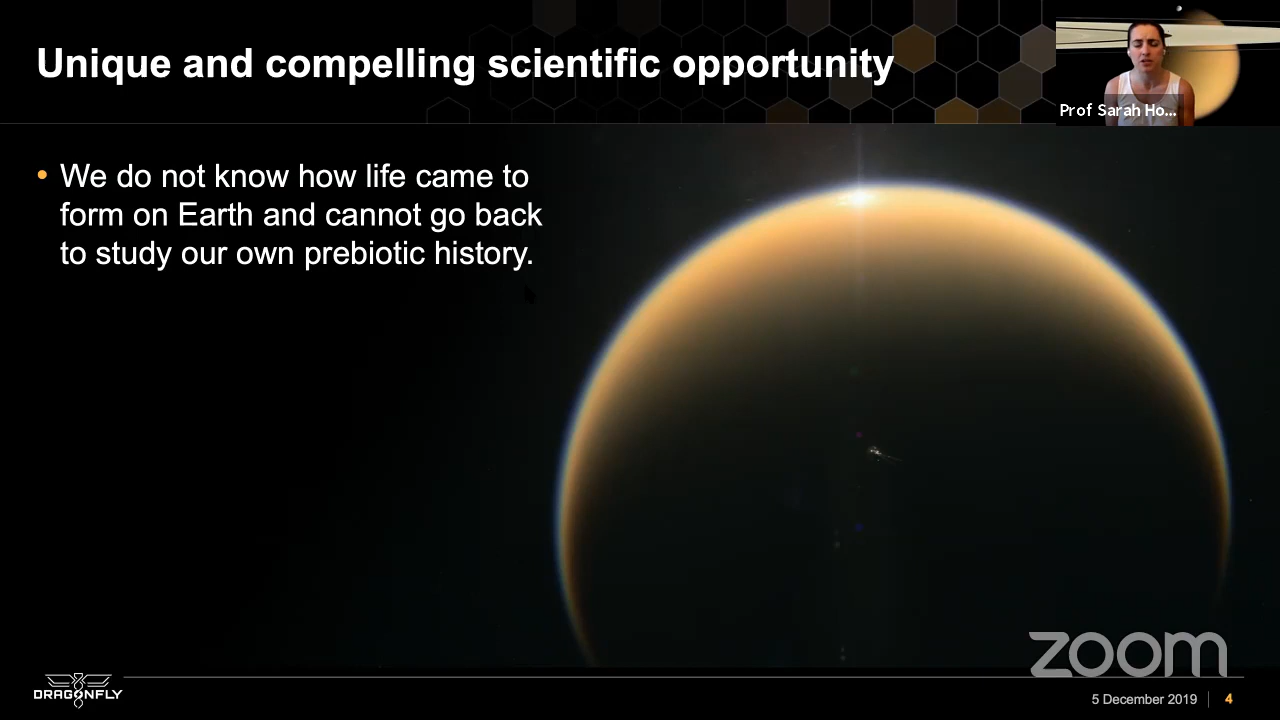 Unique and compelling scientific opportunity
Prof Sarah Ho...
• We do not know how life came to
form on Earth and cannot go back
to study our own prebiotic history.
zoom
DRAGONFLY
5 December 2019 | 4